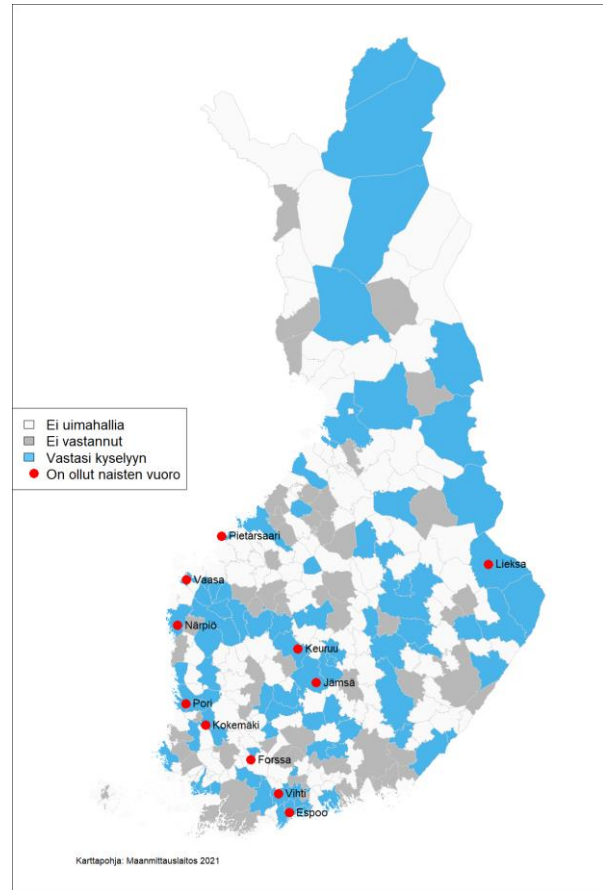 Ei uimahallia
Ei vastannut
Vastasi kyselyyn
On ollut naisten vuoro
Pietarsaari
Lieksa
Vaasa
Närpiö
Keuruu
Jämsä
Pori
Kokemäki
Forssa
Vihti
Espoo
Karttapohja: Maanmittauslaitos 2021